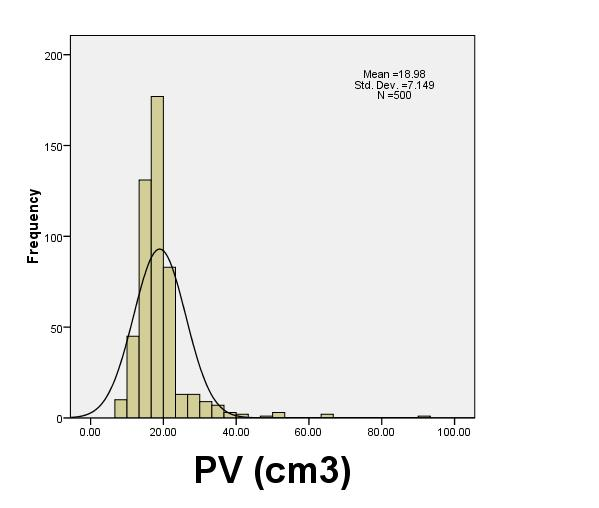 Mean =18.98
Std. Dev. =7.149
N =500
200
150
100
50
0
Frequency
0.00 20.00 40.00 60.00 80.00 100.00
PV (cm3)